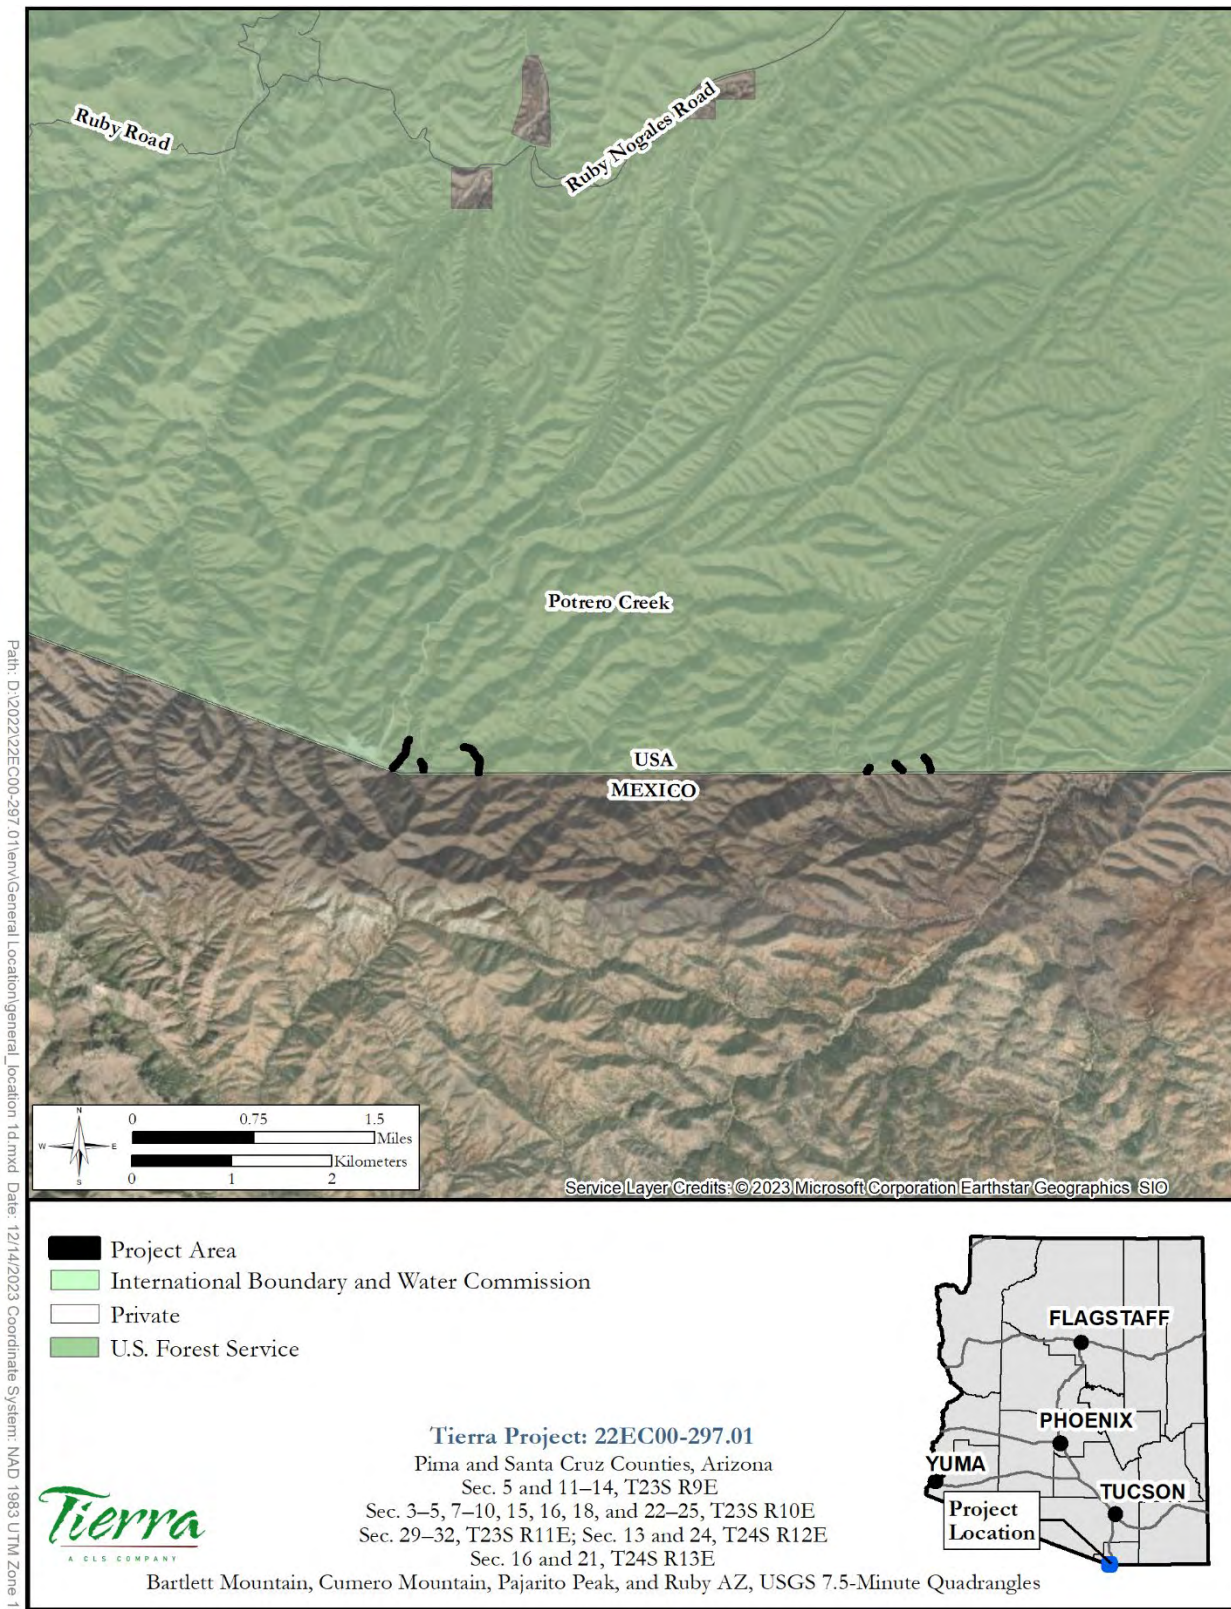 Ruby Road
Ruby Nogales Road
Potrero Creek
USA
MEXICO
N
W E
S
0 0.75 1.5
Miles
Kilometers
0 1 2
Service Layer Credits: © 2023 Microsoft Corporation Earthstar Geographics SIO
Path: D:\2022\22EC00-297.01\env\General Location\general_location 1d.mxd Date: 12/14/2023 Coordinate System: NAD 1983 UTM Zone 1
Project Area
International Boundary and Water Commission
Private
U.S. Forest Service
FLAGSTAFF
PHOENIX
YUMA
TUCSON
Project
Location
Tierra Project: 22EC00-297.01
Pima and Santa Cruz Counties, Arizona
Sec. 5 and 11–14, T23S R9E
Sec. 3–5, 7–10, 15, 16, 18, and 22–25, T23S R10E
Sec. 29–32, T23S R11E; Sec. 13 and 24, T24S R12E
Sec. 16 and 21, T24S R13E
Bartlett Mountain, Cumero Mountain, Pajarito Peak, and Ruby AZ, USGS 7.5-Minute Quadrangles
Tierra
A CLS COMPANY